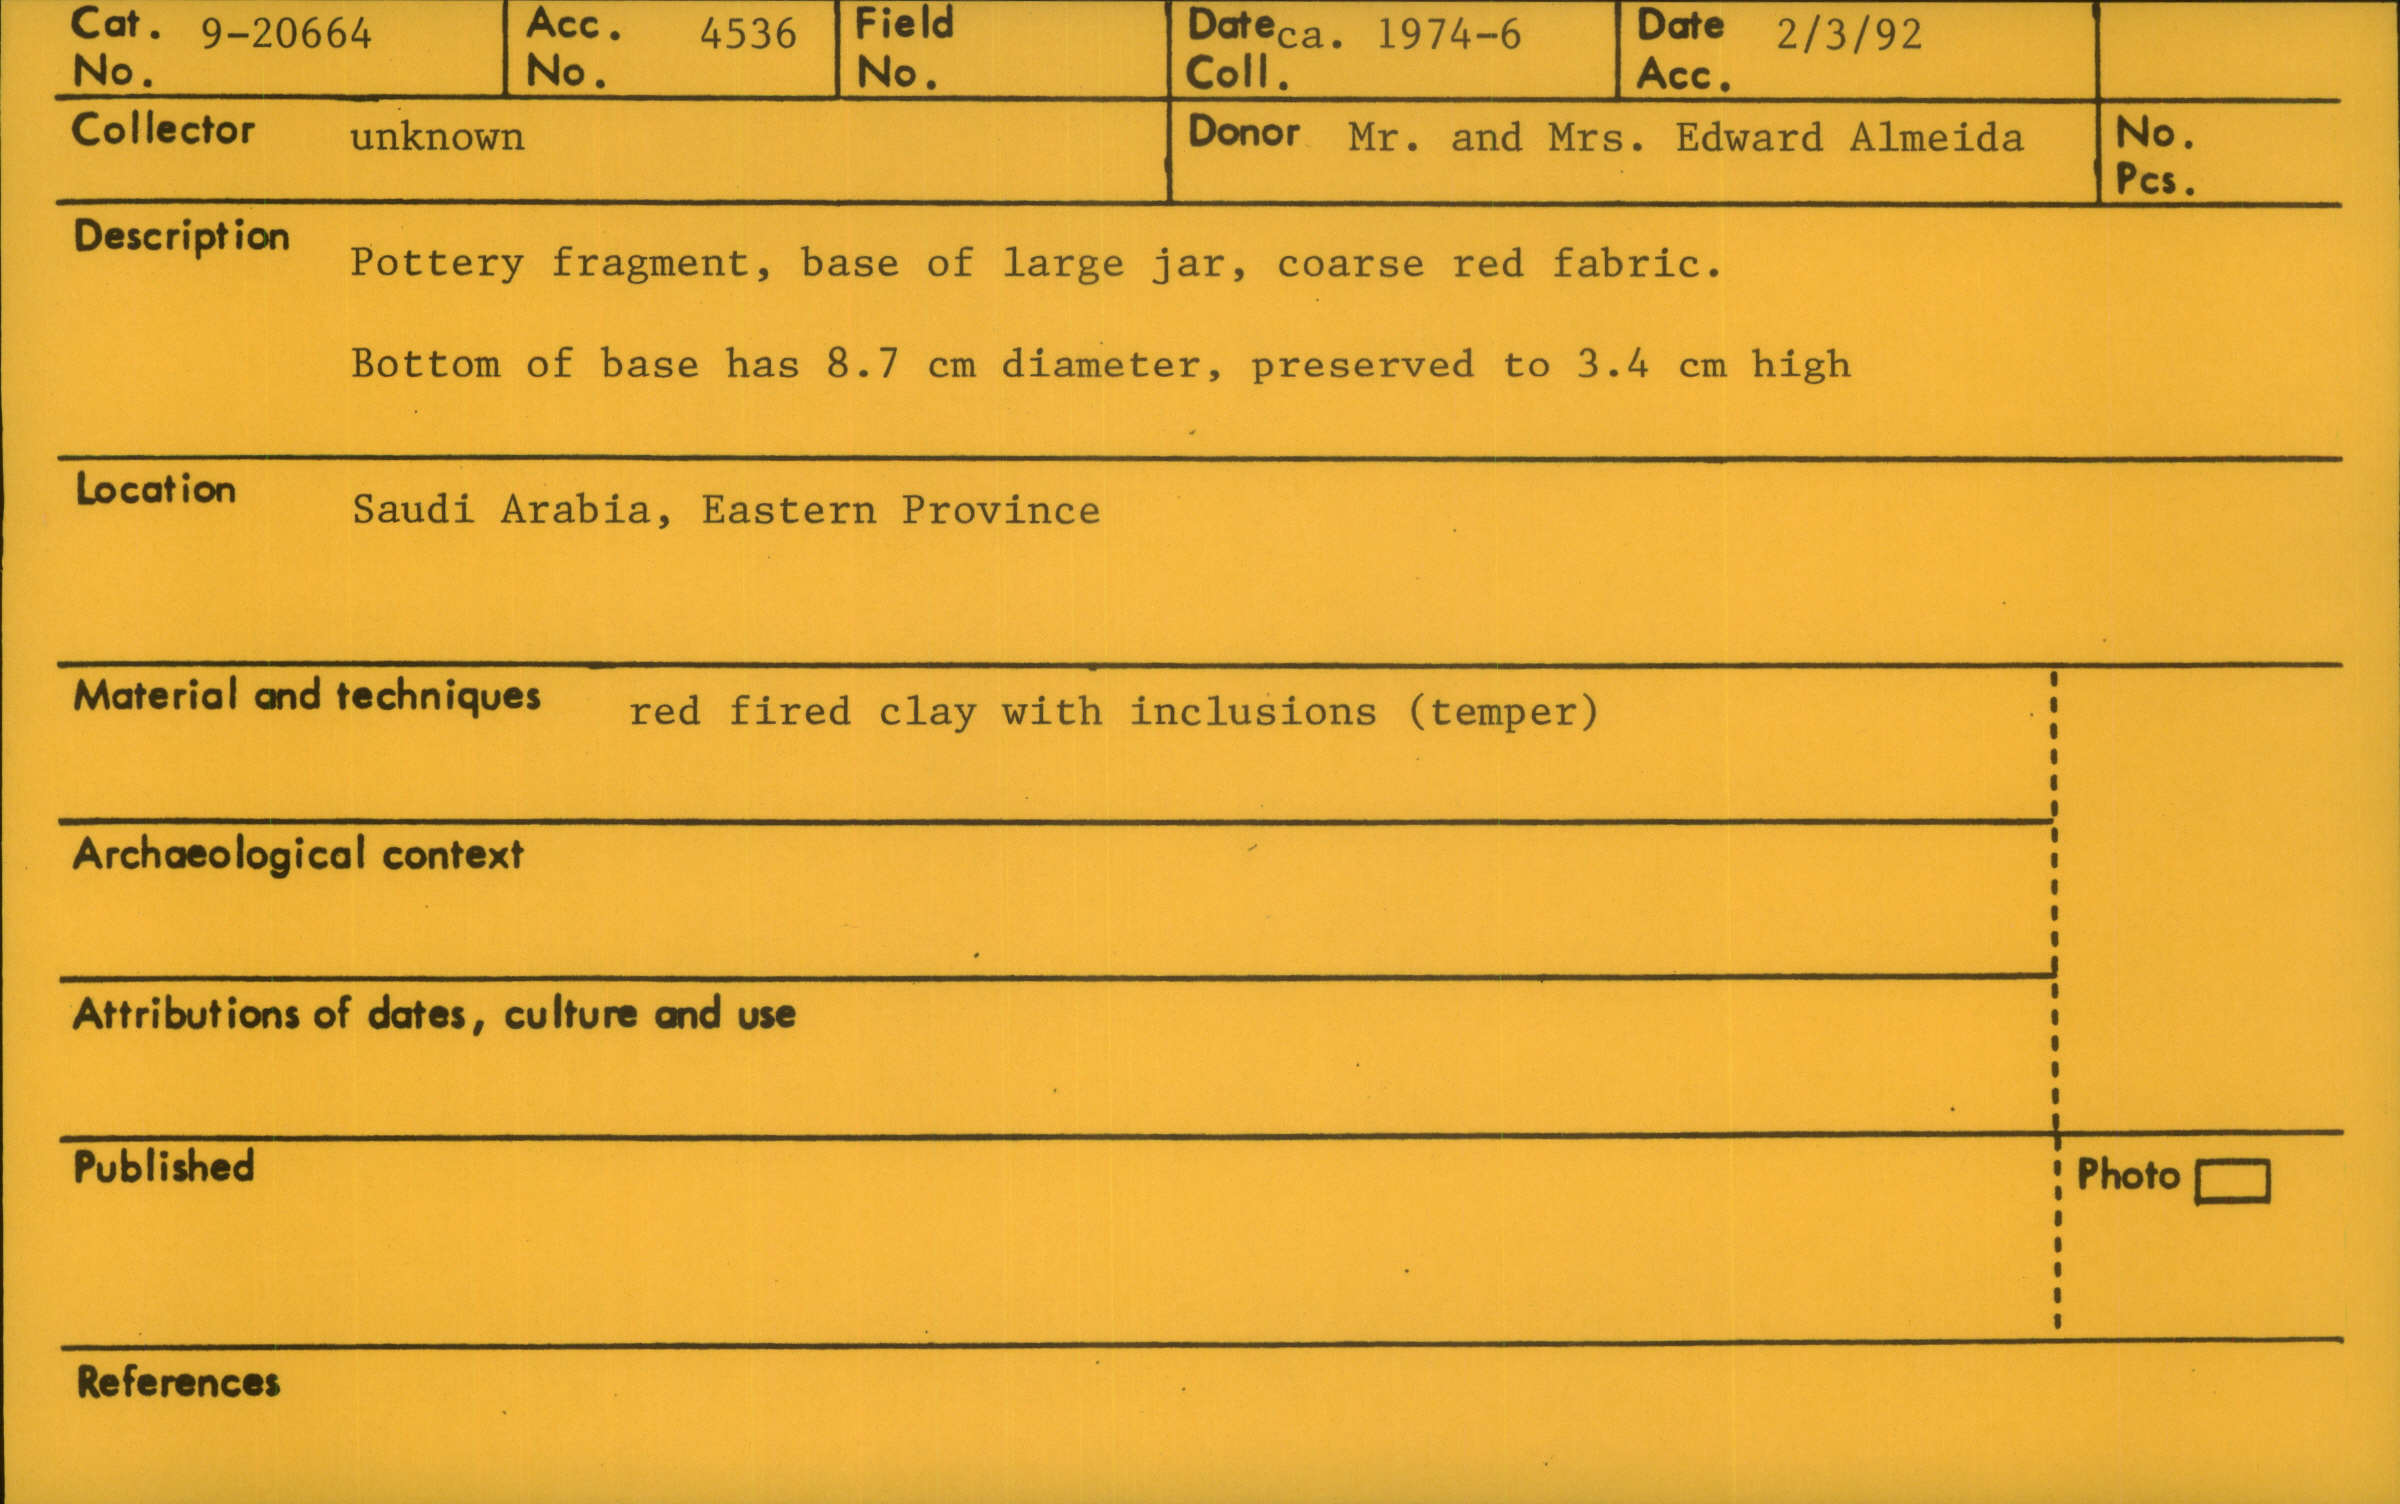 Cat. No. 9-20664 Acc. No. 4536 Field No. Date Coll. ca. 1974-6 Date Acc. 2/3/92
Collector unknown Donor Mr. and Mrs. Edward Almeida No. Pcs.
Description
Pottery fragment, base of large jar, coarse red fabric.
Bottom of base has 8.7 cm diameter, preserved to 3.4 cm high
Location
Saudi Arabia, Eastern Province
Material and techniques red fired clay with inclusions (temper)
Archaeological context
Attributions of dates, culture and use
Published
Photo
References